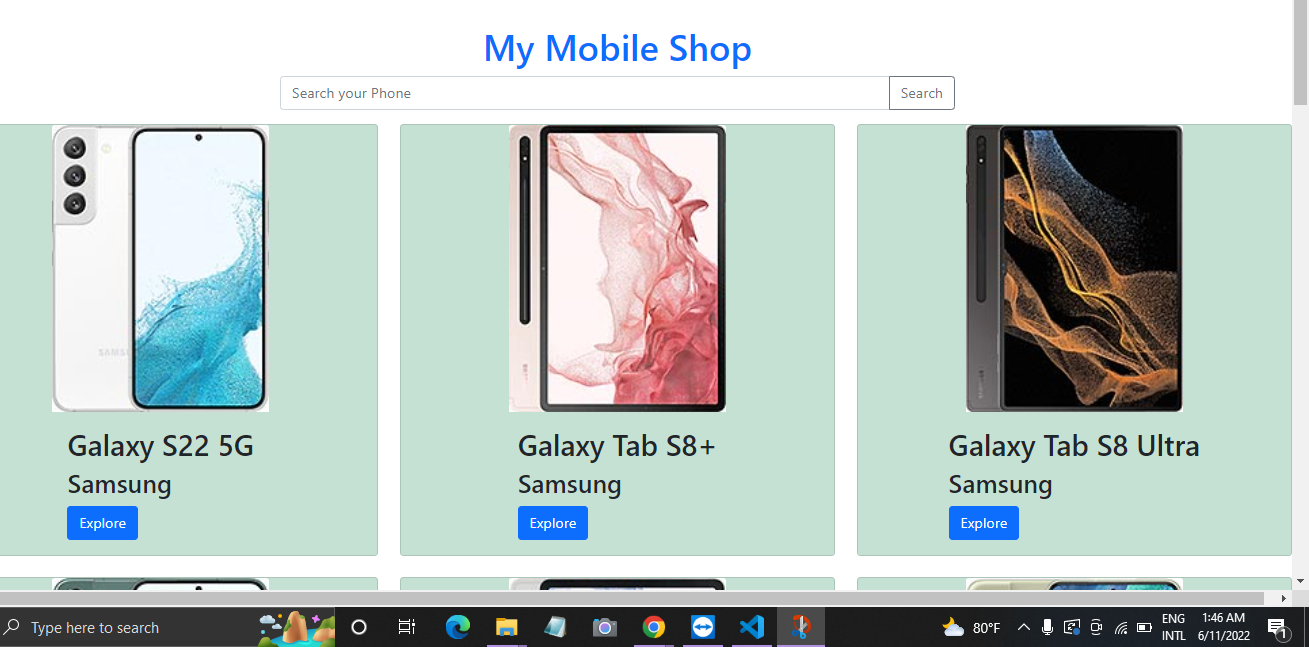 My Mobile Shop
Search your Phone
Search
Galaxy S22 5G
Samsung
Explore
Galaxy Tab S8+
Samsung
Explore
Galaxy Tab S8 Ultra
Samsung
Explore
Type here to search
80°F
ENG
INTL
1:46 AM
6/11/2022
1